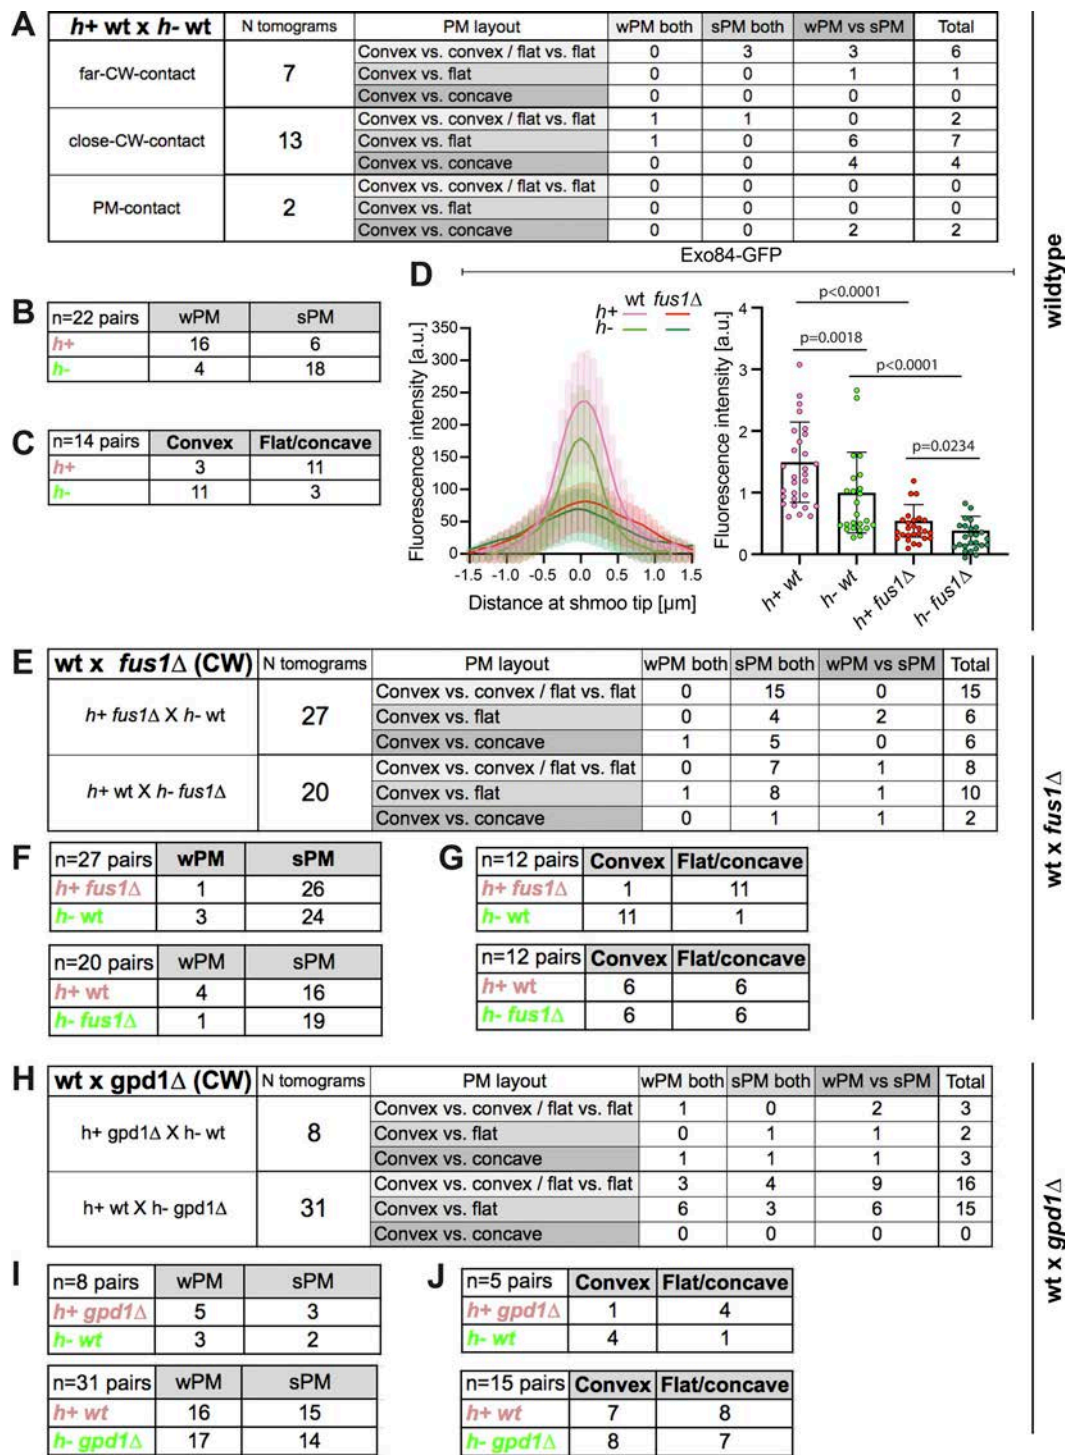 A
h+ wt x h- wt N tomograms PM layout wPM both sPM both wPM vs sPM Total
far-CW-contact 7 Convex vs. convex / flat vs. flat 0 3 3 6
Convex vs. flat 0 0 1 1
Convex vs. concave 0 0 0 0
close-CW-contact 13 Convex vs. convex / flat vs. flat 1 1 0 2
Convex vs. flat 1 0 6 7
Convex vs. concave 0 0 4 4
PM-contact 2 Convex vs. convex / flat vs. flat 0 0 0 0
Convex vs. flat 0 0 0 0
Convex vs. concave 0 0 2 2
wildtype
B
n=22 pairs wPM sPM
h+ 16 6
h- 4 18
C
n=14 pairs Convex Flat/concave
h+ 3 11
h- 11 3
D
Exo84-GFP
wt fus1Δ
h+
h-
Fluorescence intensity [a.u.]
350
300
250
200
150
100
50
0
-1.5 -1.0 -0.5 0.0 0.5 1.0 1.5
Distance at shmoo tip [µm]
Fluorescence intensity [a.u.]
4
3
2
1
0
p<0.0001
p=0.0018
p<0.0001
p=0.0234
h+ wt
h- wt
h+ fus1Δ
h- fus1Δ
E
wt x fus1Δ (CW) N tomograms PM layout wPM both sPM both wPM vs sPM Total
h+ fus1Δ X h- wt 27 Convex vs. convex / flat vs. flat 0 15 0 15
Convex vs. flat 0 4 2 6
Convex vs. concave 1 5 0 6
h+ wt X h- fus1Δ 20 Convex vs. convex / flat vs. flat 0 7 1 8
Convex vs. flat 1 8 1 10
Convex vs. concave 0 1 1 2
wt x fus1Δ
F
n=27 pairs wPM sPM
h+ fus1Δ 1 26
h- wt 3 24
n=20 pairs wPM sPM
h+ wt 4 16
h- fus1Δ 1 19
G
n=12 pairs Convex Flat/concave
h+ fus1Δ 1 11
h- wt 11 1
n=12 pairs Convex Flat/concave
h+ wt 6 6
h- fus1Δ 6 6
H
wt x gpd1Δ (CW) N tomograms PM layout wPM both sPM both wPM vs sPM Total
h+ gpd1Δ X h- wt 8 Convex vs. convex / flat vs. flat 1 0 2 3
Convex vs. flat 0 1 1 2
Convex vs. concave 1 1 1 3
h+ wt X h- gpd1Δ 31 Convex vs. convex / flat vs. flat 3 4 9 16
Convex vs. flat 6 3 6 15
Convex vs. concave 0 0 0 0
wt x gpd1Δ
I
n=8 pairs wPM sPM
h+ gpd1Δ 5 3
h- wt 3 2
n=31 pairs wPM sPM
h+ wt 16 15
h- gpd1Δ 17 14
J
n=5 pairs Convex Flat/concave
h+ gpd1Δ 1 4
h- wt 4 1
n=15 pairs Convex Flat/concave
h+ wt 7 8
h- gpd1Δ 8 7